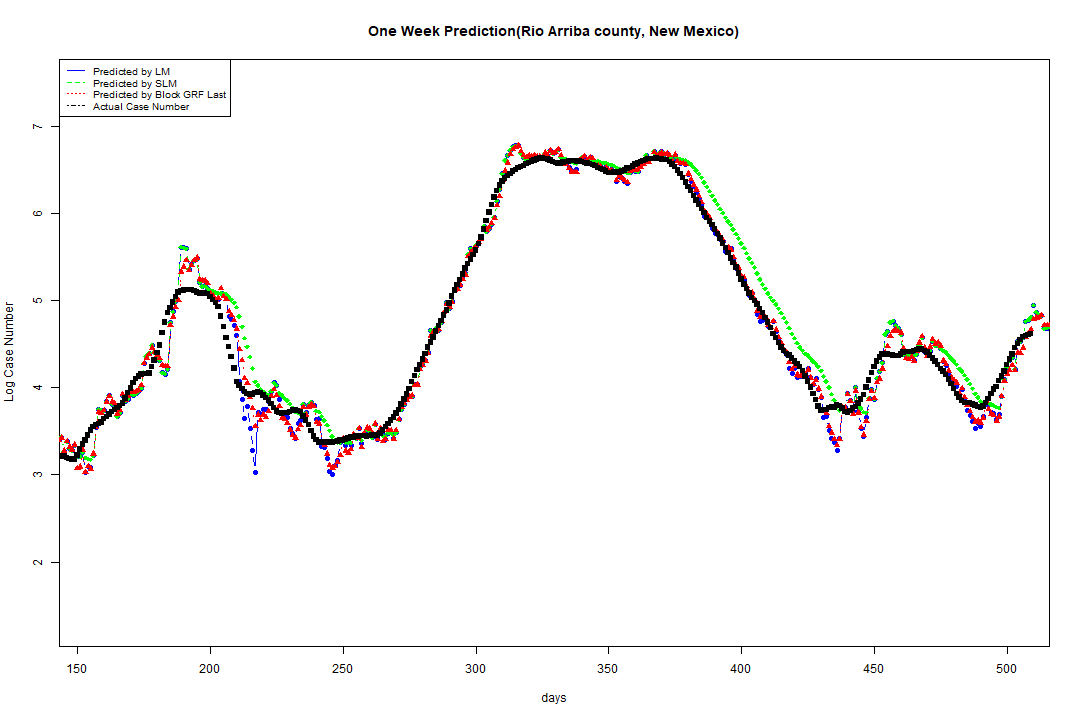 One Week Prediction(Rio Arriba county, New Mexico)
Predicted by LM
Predicted by SLM
Predicted by Block GRF Last
Actual Case Number
Log Case Number
7
6
5
4
3
2
150 200 250 300 350 400 450 500
days